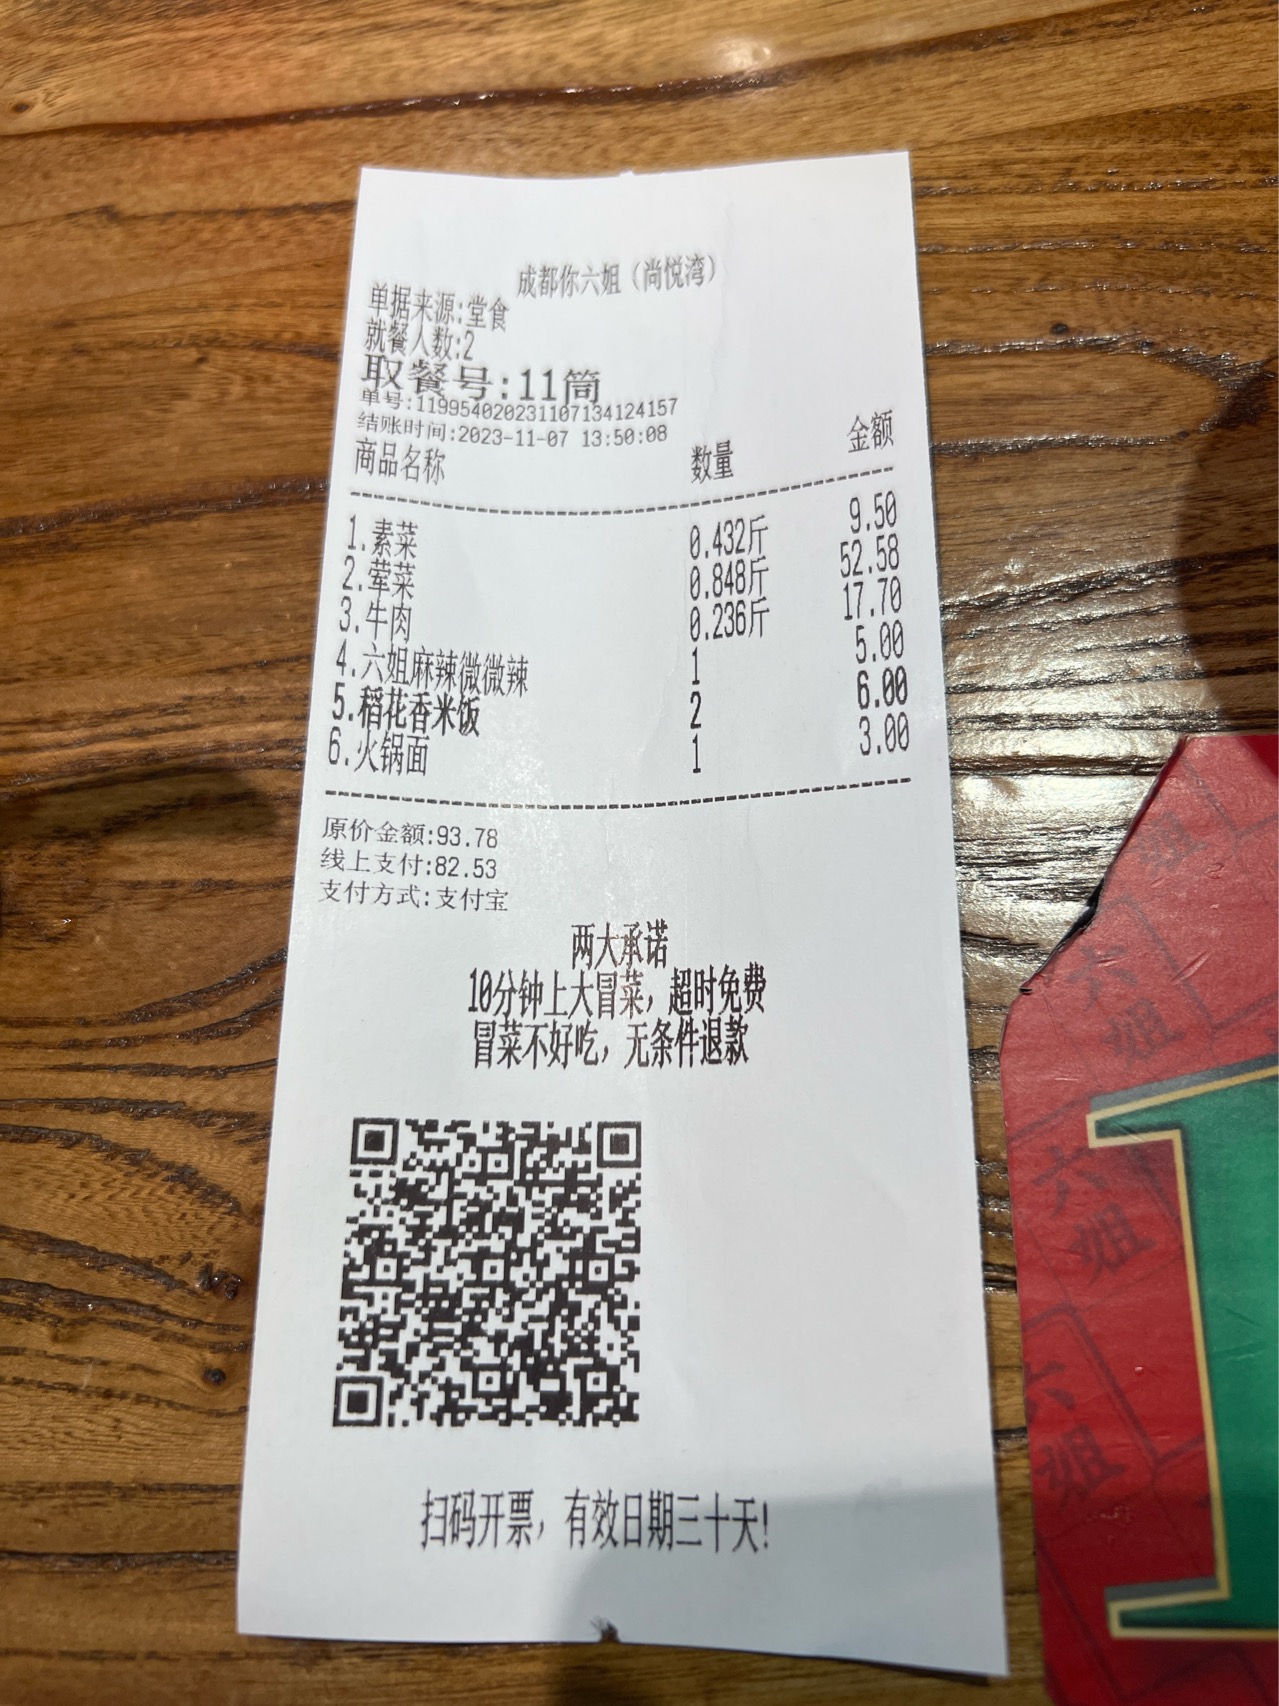 成都你六姐（尚悦湾）
单据来源:堂食
就餐人数:2
取餐号:11筒
单号:119954020231107134124157
结账时间:2023-11-07 13:50:08
商品名称 数量 金额
1.素菜 0.432斤 9.50
2.荤菜 0.848斤 52.58
3.牛肉 0.236斤 17.70
4.六姐麻辣微微辣 1 5.00
5.稻花香米饭 2 6.00
6.火锅面 1 3.00
原价金额:93.78
线上支付:82.53
支付方式:支付宝
两大承诺
10分钟上大冒菜，超时免费
冒菜不好吃，无条件退款
扫码开票，有效日期三十天!
六姐
六姐
六姐
1